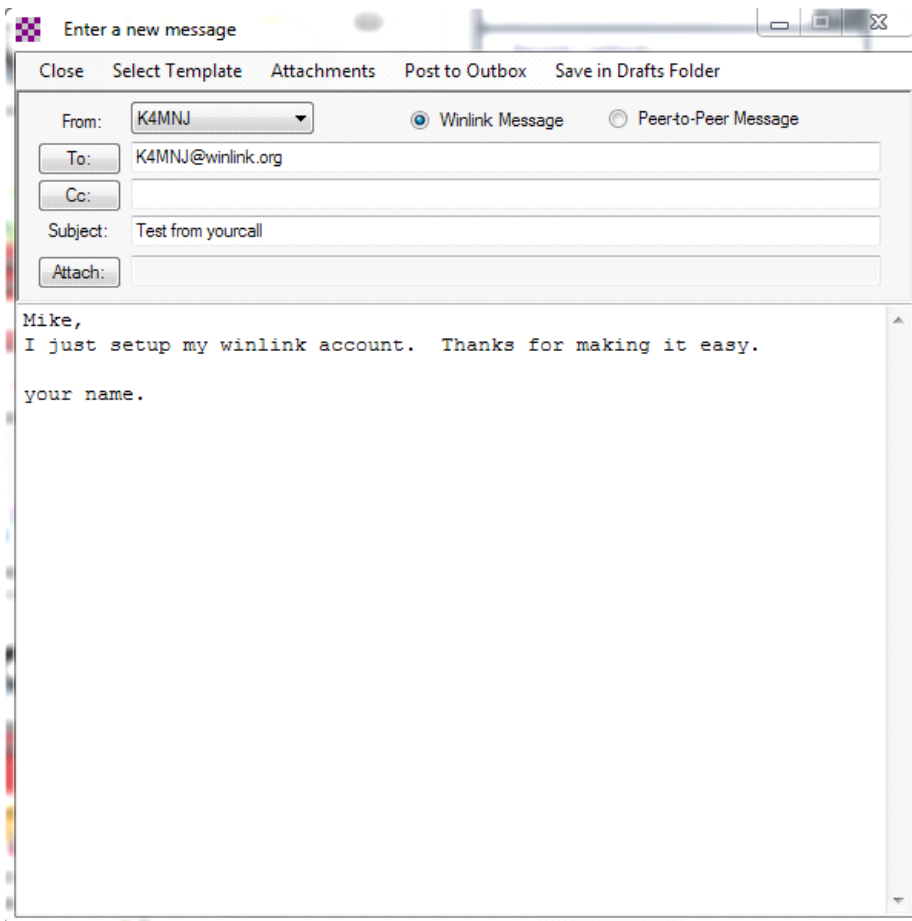 Enter a new message
Close Select Template Attachments Post to Outbox Save in Drafts Folder
From: K4MNJ Winlink Message Peer-to-Peer Message
To: K4MNJ@winlink.org
Cc:
Subject: Test from yourcall
Attach:
Mike,
I just setup my winlink account.  Thanks for making it easy.
your name.